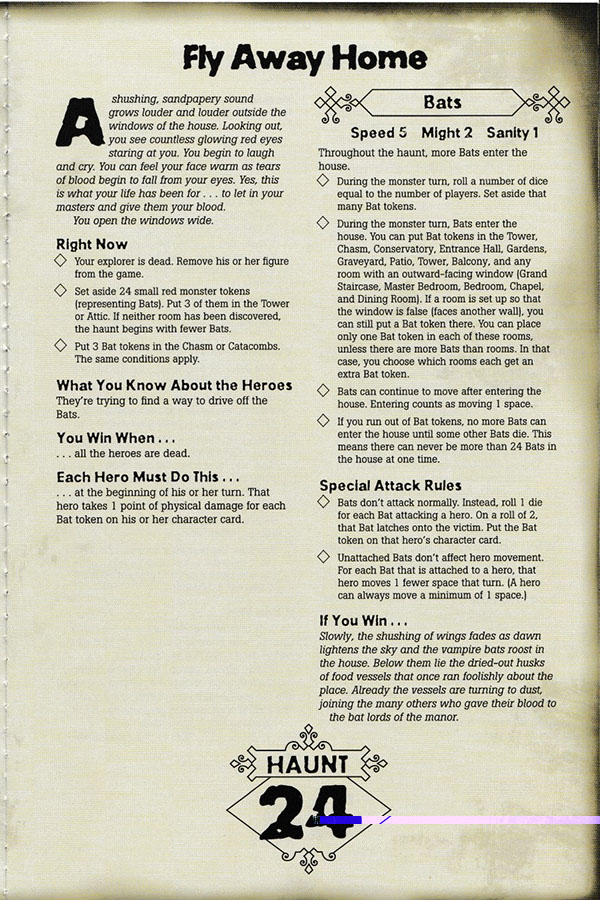 Fly Away Home
A shushing, sandpapery sound
grows louder and louder outside the
windows of the house. Looking out,
you see countless glowing red eyes
staring at you. You begin to laugh
and cry. You can feel your face warm as tears
of blood begin to fall from your eyes. Yes, this
is what your life has been for . . . to let in your
masters and give them your blood.
You open the windows wide.
Right Now
Your explorer is dead. Remove his or her figure
from the game.
Set aside 24 small red monster tokens
(representing Bats). Put 3 of them in the Tower
or Attic. If neither room has been discovered,
the haunt begins with fewer Bats.
Put 3 Bat tokens in the Chasm or Catacombs.
The same conditions apply.
What You Know About the Heroes
They're trying to find a way to drive off the
Bats.
You Win When . . .
. . . all the heroes are dead.
Each Hero Must Do This . . .
. . . at the beginning of his or her turn. That
hero takes 1 point of physical damage for each
Bat token on his or her character card.
Bats
Speed 5 Might 2 Sanity 1
Throughout the haunt, more Bats enter the
house.
During the monster turn, roll a number of dice
equal to the number of players. Set aside that
many Bat tokens.
During the monster turn, Bats enter the
house. You can put Bat tokens in the Tower,
Chasm, Conservatory, Entrance Hall, Gardens,
Graveyard, Patio, Tower, Balcony, and any
room with an outward-facing window (Grand
Staircase, Master Bedroom, Bedroom, Chapel,
and Dining Room). If a room is set up so that
the window is false (faces another wall), you
can still put a Bat token there. You can place
only one Bat token in each of these rooms,
unless there are more Bats than rooms. In that
case, you choose which rooms each get an
extra Bat token.
Bats can continue to move after entering the
house. Entering counts as moving 1 space.
If you run out of Bat tokens, no more Bats can
enter the house until some other Bats die. This
means there can never be more than 24 Bats in
the house at one time.
Special Attack Rules
Bats don't attack normally. Instead, roll 1 die
for each Bat attacking a hero. On a roll of 2,
that Bat latches onto the victim. Put the Bat
token on that hero's character card.
Unattached Bats don't affect hero movement.
For each Bat that is attached to a hero, that
hero moves 1 fewer space that turn. (A hero
can always move a minimum of 1 space.)
If You Win . . .
Slowly, the shushing of wings fades as dawn
lightens the sky and the vampire bats roost in
the house. Below them lie the dried-out husks
of food vessels that once ran foolishly about the
place. Already the vessels are turning to dust,
joining the many others who gave their blood to
the bat lords of the manor.
HAUNT
24